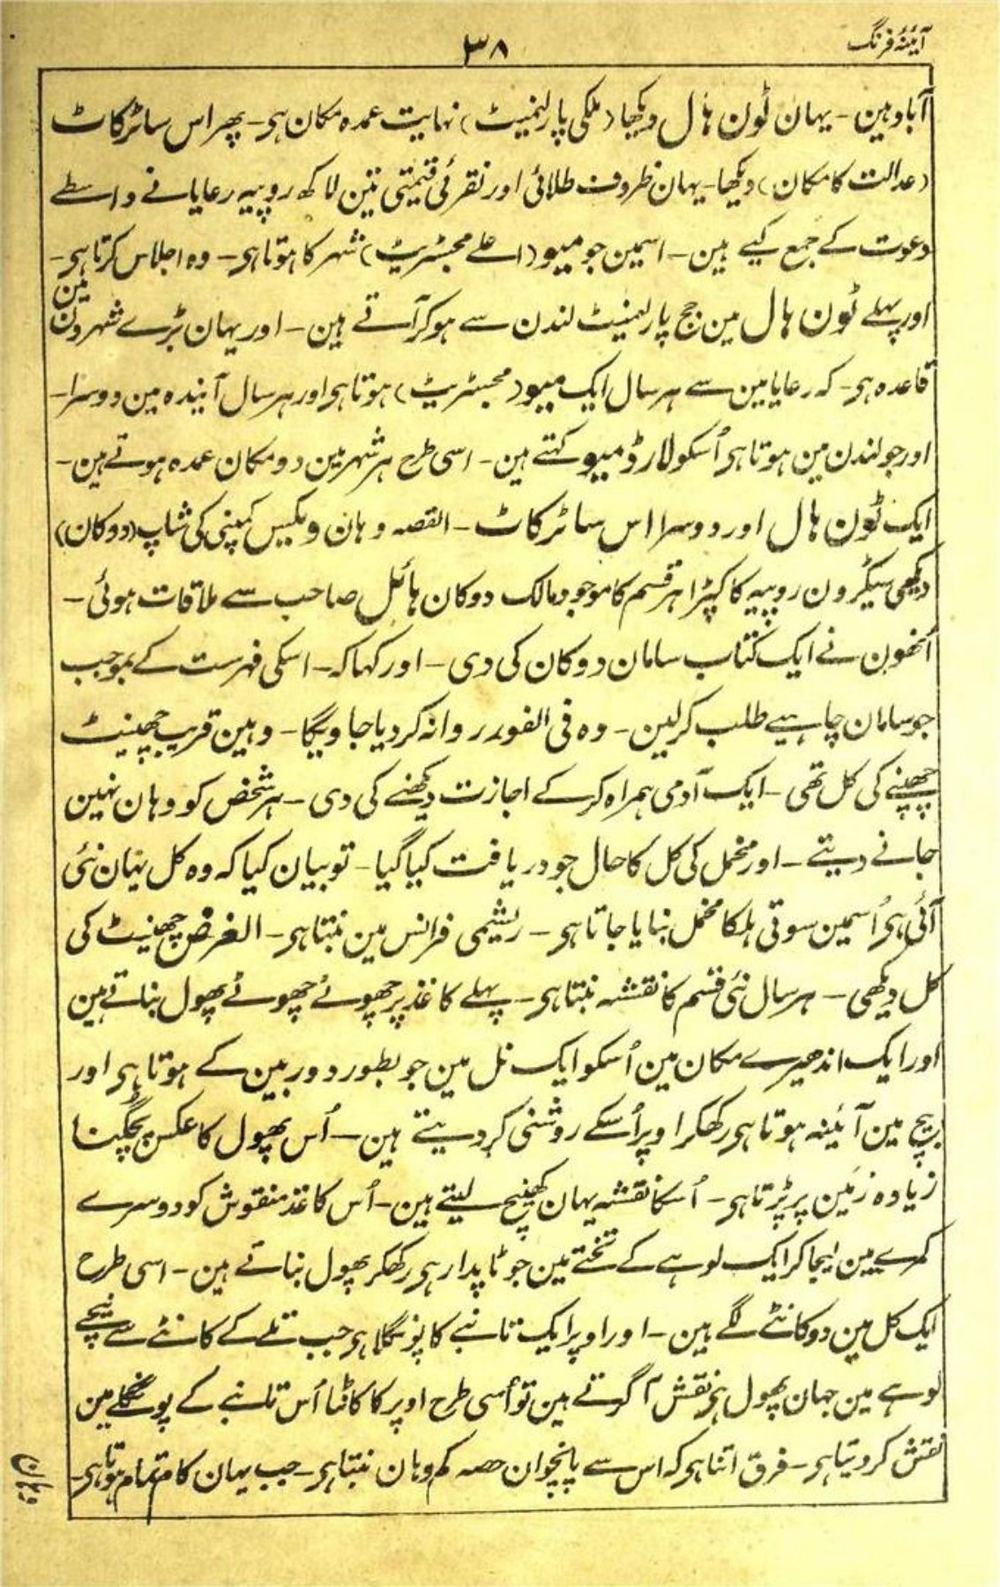 آئینۂ فرنگ
۳۸
آباد ہین - یہان ٹون ہال دیکھا (ملکی پارلنمیٹ) نہایت عمدہ مکان ہی - پھر اس سائرکاٹ
(عدالت کا مکان) دیکھا - یہان ظروف طلائی اور نقرئی قیمتی تین لاکھ روپیہ رعایا نے واسطے
دعوت کے جمع کیے ہین - اسمین جو میو (اعلے مجسٹریٹ) شہر کا ہوتا ہی - وہ اجلاس کرتا ہی -
اور پہلے ٹون ہال مین جج پارلنمیٹ لندن سے ہو کر آتے ہین - اور یہان بڑے شہرون مین
قاعدہ ہی - کہ رعایا مین سے ہر سال ایک میو (مجسٹریٹ) ہوتا ہی اور ہر سال آیندہ مین دوسرا -
اور جو لندن مین ہوتا ہی اُسکو لارڈ میو کہتے ہین - اسی طرح ہر شہر مین دو مکان عمدہ ہوتے ہین -
ایک ٹون ہال اور دوسرا اس سائرکاٹ - القصہ وہان ویکس کمپنی کی شاپ (دوکان)
دیکھی سیکڑون روپیہ کا کپڑا ہر قسم کا موجود مالک دوکان ہائل صاحب سے ملاقات ہوئی -
اُنھون نے ایک کتاب سامان دوکان کی دی - اور کہا کہ - اسکی فہرست کے بموجب
جو سامان چاہیے طلب کر لین - وہ فی الفور روانہ کر دیا جاویگا - وہین قریب چھینٹ
چھپنے کی کل تھی - ایک آدمی ہمراہ کر کے اجازت دیکھنے کی دی - ہر شخص کو وہان نہین
جانے دیتے - اور مخمل کی کل کا حال جو دریافت کیا گیا - تو بیان کیا کہ وہ کل یہان نئی
آئی ہی اُسمین سوتی ہلکا مخمل بنایا جاتا ہی - ریشمی فرانس مین بنتا ہی - الغرض چھینٹ کی
کل دیکھی - ہر سال نئی قسم کا نقشہ بنتا ہی - پہلے کاغذ پر چھوٹے چھوٹے پھول بناتے ہین
اور ایک اندھیرے مکان مین اُسکو ایک نل مین جو بطور دوربین کے ہوتا ہی اور
بیچ مین آئینہ ہوتا ہی رکھکر اوپر اُسکے روشنی کر دیتے ہین - اُس پھول کا عکس پچگنا
زیادہ زمین پر پڑتا ہی - اُسکا نقشہ یہان کھینچ لیتے ہین - اُس کاغذ منقوش کو دوسرے
کمرے مین لیجا کر ایک لوہے کے تختے مین جو ٹاپدار ہی رکھکر پھول بناتے ہین - اسی طرح
ایک کل مین دو کانٹے لگے ہین - اور اوپر ایک تانبے کا پونگلا ہی جب تلے کے کانٹے سے نیچے
لوہے مین جہان پھول ہی نقش گوتے ہین تو اُسی طرح اوپر کا کانٹا اُس تانبے کے پونگلے مین
نقش کر دیتا ہی - فرق اتنا ہی کہ اس سے پانچوان حصہ کم وہان بنتا ہی - جب یہان کام تمام ہوتا ہی -